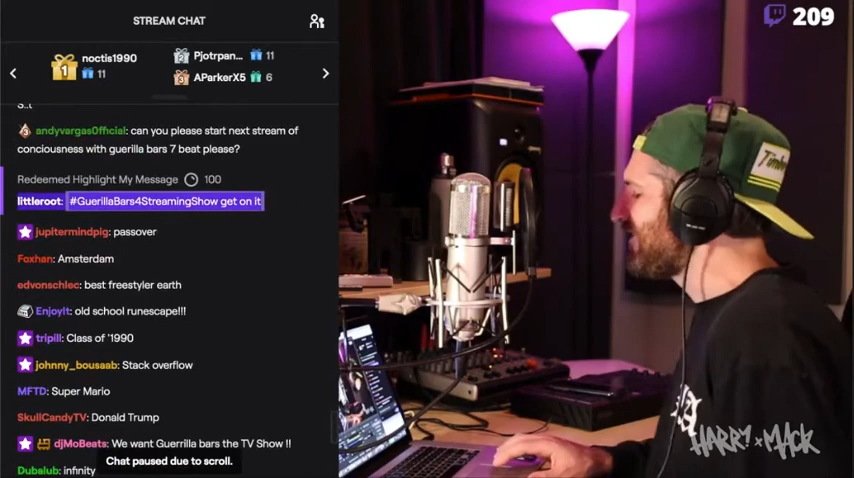 STREAM CHAT
209
noctis1990
11
Pjotrpan... 11
AParkerX5 6
andyvargas0fficial: can you please start next stream of
conciousness with guerilla bars 7 beat please?
Redeemed Highlight My Message 100
littleroot: #GuerillaBars4StreamingShow get on it
jupitermindpig: passover
Foxhan: Amsterdam
edvonschlec: best freestyler earth
EnjoyIt: old school runescape!!!
tripill: Class of '1990
johnny_bousaab: Stack overflow
MFTD: Super Mario
SkullCandyTV: Donald Trump
djMoBeats: We want Guerrilla bars the TV Show !!
Chat paused due to scroll.
Dubalub: infnity
HARRY MACK